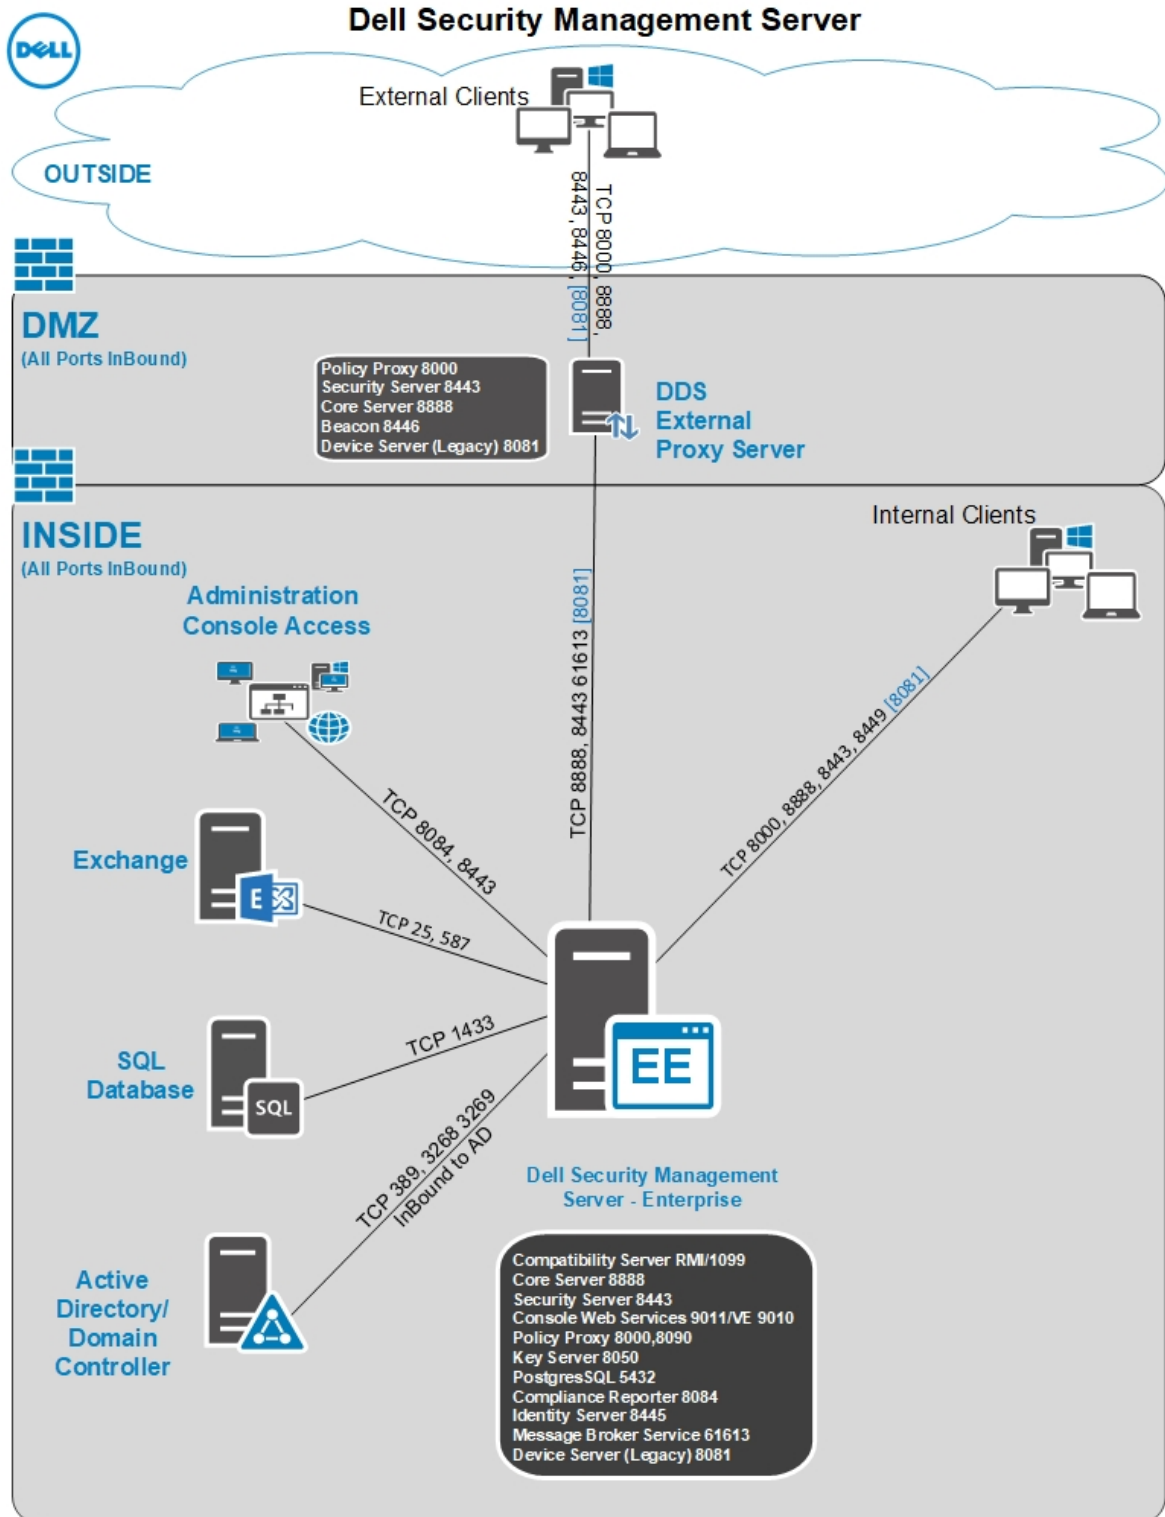 Dell Security Management Server
DELL
External Clients
OUTSIDE
TCP 8000, 8888,
8443, 8446, [8081]
DMZ
(All Ports InBound)
Policy Proxy 8000
Security Server 8443
Core Server 8888
Beacon 8446
Device Server (Legacy) 8081
DDS
External
Proxy Server
INSIDE
(All Ports InBound)
Internal Clients
Administration
Console Access
TCP 8888, 8443 61613 [8081]
TCP 8000, 8888, 8443, 8449 [8081]
TCP 8084, 8443
Exchange
E
TCP 25, 587
SQL
Database
SQL
TCP 1433
EE
TCP 389, 3268 3269
InBound to AD
Dell Security Management
Server - Enterprise
Active
Directory/
Domain
Controller
Compatibility Server RMI/1099
Core Server 8888
Security Server 8443
Console Web Services 9011/VE 9010
Policy Proxy 8000,8090
Key Server 8050
PostgresSQL 5432
Compliance Reporter 8084
Identity Server 8445
Message Broker Service 61613
Device Server (Legacy) 8081